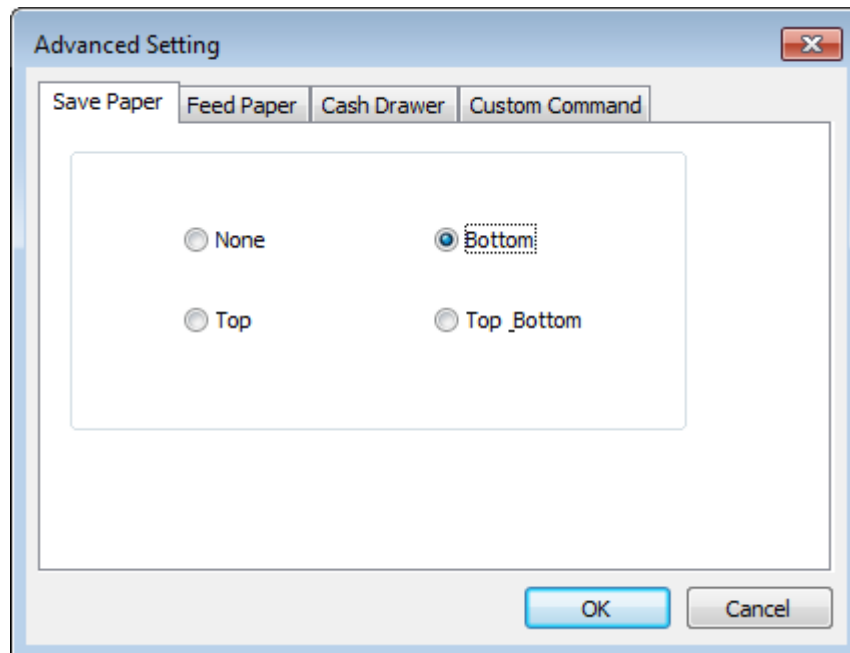 Advanced Setting
Save Paper Feed Paper Cash Drawer Custom Command
None Bottom
Top Top_Bottom
OK Cancel